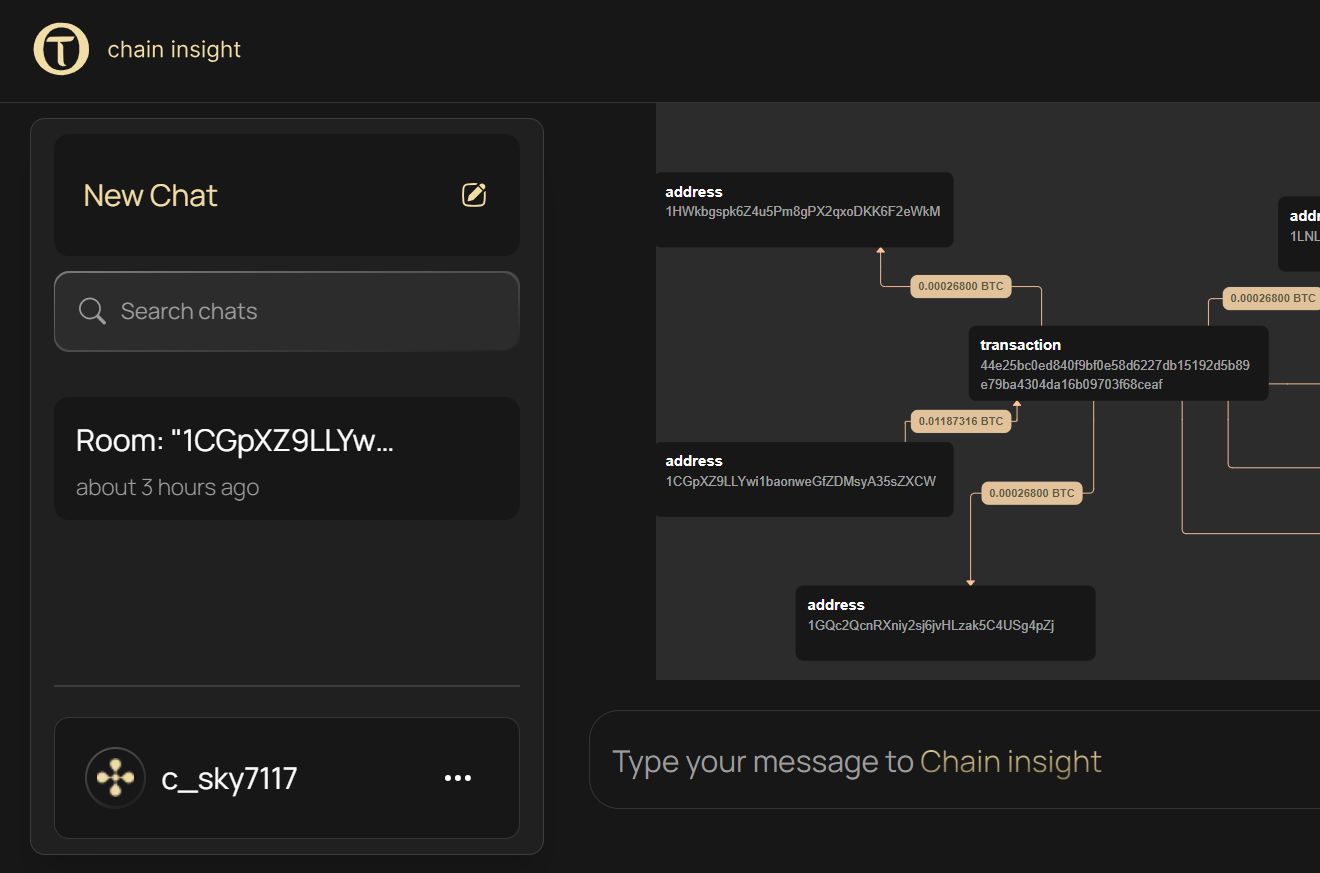 chain insight
New Chat
Search chats
Room: "1CGpXZ9LLYw...
about 3 hours ago
c_sky7117
address
1HWkbgspk6Z4u5Pm8gPX2qxoDKK6F2eWkM
addr
1LNL
0.00026800 BTC
0.00026800 BTC
transaction
44e25bc0ed840f9bf0e58d6227db15192d5b89
e79ba4304da16b09703f68ceaf
0.01187316 BTC
address
1CGpXZ9LLYwi1baonweGfZDMsyA35sZXCW
0.00026800 BTC
address
1GQc2QcnRXniy2sj6jvHLzak5C4USg4pZj
Type your message to Chain insight